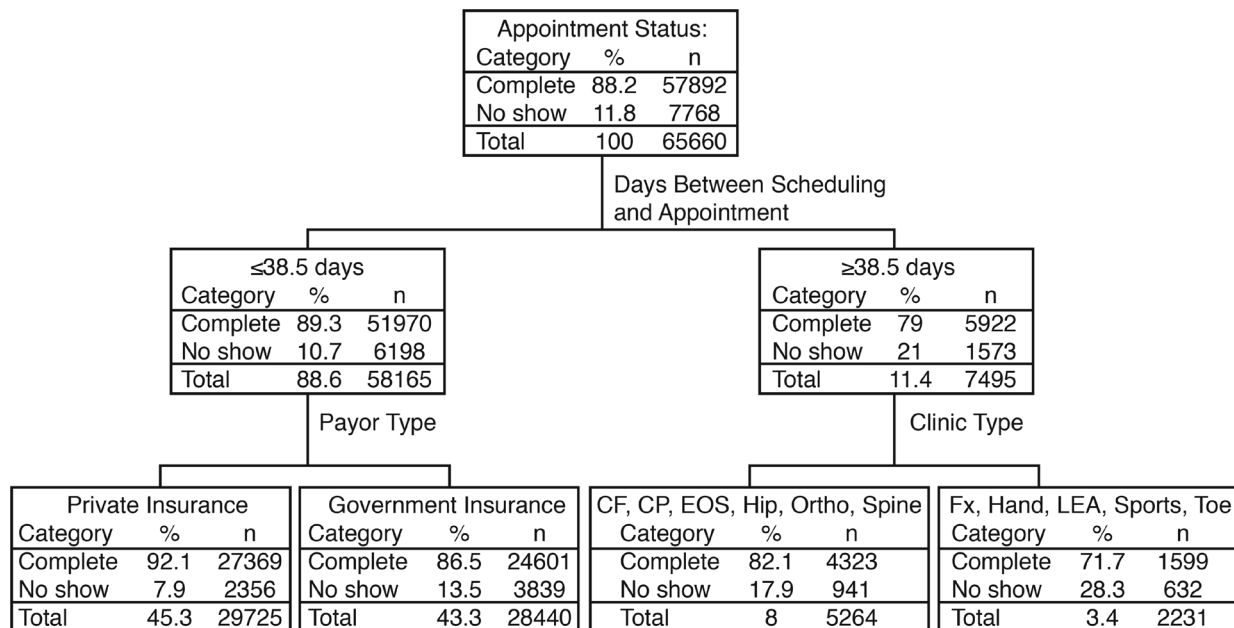 Appointment Status:
Category % n
Complete 88.2 57892
No show 11.8 7768
Total 100 65660
Days Between Scheduling
and Appointment
≤38.5 days
Category % n
Complete 89.3 51970
No show 10.7 6198
Total 88.6 58165
≥38.5 days
Category % n
Complete 79 5922
No show 21 1573
Total 11.4 7495
Payor Type
Clinic Type
Private Insurance
Category % n
Complete 92.1 27369
No show 7.9 2356
Total 45.3 29725
Government Insurance
Category % n
Complete 86.5 24601
No show 13.5 3839
Total 43.3 28440
CF, CP, EOS, Hip, Ortho, Spine
Category % n
Complete 82.1 4323
No show 17.9 941
Total 8 5264
Fx, Hand, LEA, Sports, Toe
Category % n
Complete 71.7 1599
No show 28.3 632
Total 3.4 2231